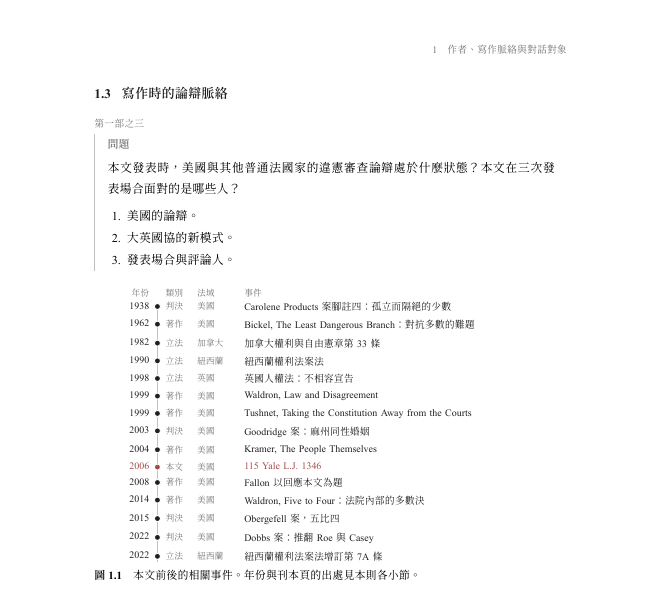 1 作者、寫作脈絡與對話對象
1.3 寫作時的論辯脈絡
第一部之三
問題
本文發表時，美國與其他普通法國家的違憲審查論辯處於什麼狀態？本文在三次發
表場合面對的是哪些人？
1. 美國的論辯。
2. 大英國協的新模式。
3. 發表場合與評論人。
年份 類別 法域 事件
1938 判決 美國 Carolene Products 案腳註四：孤立而隔絕的少數
1962 著作 美國 Bickel, The Least Dangerous Branch：對抗多數的難題
1982 立法 加拿大 加拿大權利與自由憲章第 33 條
1990 立法 紐西蘭 紐西蘭權利法案法
1998 立法 英國 英國人權法：不相容宣告
1999 著作 美國 Waldron, Law and Disagreement
1999 著作 美國 Tushnet, Taking the Constitution Away from the Courts
2003 判決 美國 Goodridge 案：麻州同性婚姻
2004 著作 美國 Kramer, The People Themselves
2006 本文 美國 115 Yale L.J. 1346
2008 著作 美國 Fallon 以回應本文為題
2014 著作 美國 Waldron, Five to Four：法院內部的多數決
2015 判決 美國 Obergefell 案，五比四
2022 判決 美國 Dobbs 案：推翻 Roe 與 Casey
2022 立法 紐西蘭 紐西蘭權利法案法增訂第 7A 條
圖 1.1 本文前後的相關事件。年份與刊本頁的出處見本則各小節。